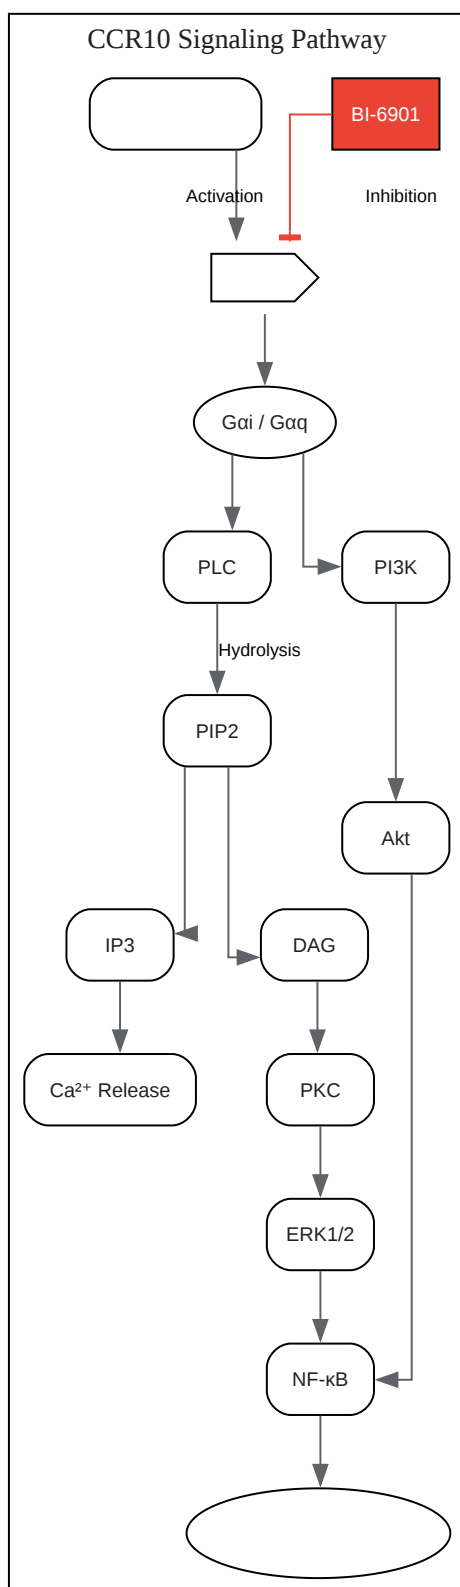 CCR10 Signaling Pathway
BI-6901
Activation
Inhibition
Gαi / Gαq
PLC
PI3K
Hydrolysis
PIP2
Akt
IP3
DAG
Ca²⁺ Release
PKC
ERK1/2
NF-κB